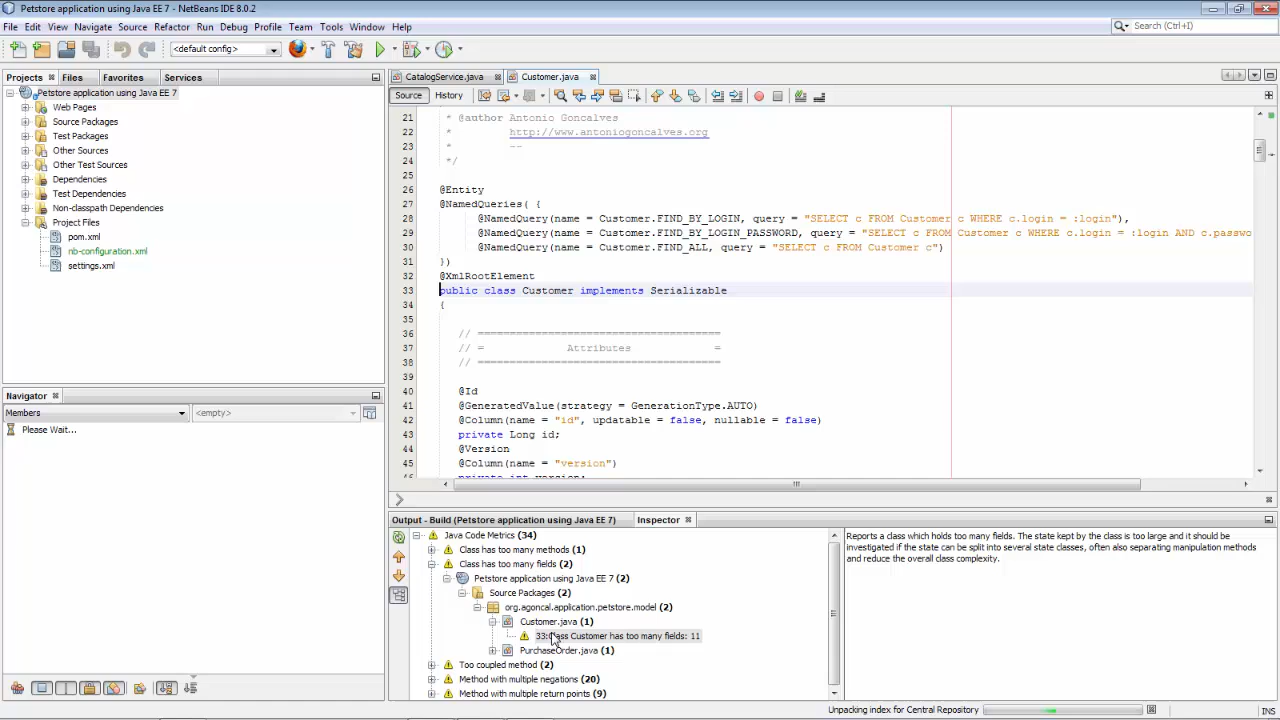 Petstore application using Java EE 7 - NetBeans IDE 8.0.2
File Edit View Navigate Source Refactor Run Debug Profile Team Tools Window Help
Search (Ctrl+I)
<default config>
Projects Files Favorites Services
Petstore application using Java EE 7
Web Pages
Source Packages
Test Packages
Other Sources
Other Test Sources
Dependencies
Test Dependencies
Non-classpath Dependencies
Project Files
pom.xml
nb-configuration.xml
settings.xml
Navigator
Members
<empty>
Please Wait...
CatalogService.java Customer.java
Source History
21 * @author Antonio Goncalves
22 * http://www.antoniogoncalves.org
23 * --
24 */
25
26 @Entity
27 @NamedQueries( {
28 @NamedQuery(name = Customer.FIND_BY_LOGIN, query = "SELECT c FROM Customer c WHERE c.login = :login"),
29 @NamedQuery(name = Customer.FIND_BY_LOGIN_PASSWORD, query = "SELECT c FROM Customer c WHERE c.login = :login AND c.passwo
30 @NamedQuery(name = Customer.FIND_ALL, query = "SELECT c FROM Customer c")
31 })
32 @XmlRootElement
33 public class Customer implements Serializable
34 {
35
36 // ======================================
37 // = Attributes =
38 // ======================================
39
40 @Id
41 @GeneratedValue(strategy = GenerationType.AUTO)
42 @Column(name = "id", updatable = false, nullable = false)
43 private Long id;
44 @Version
45 @Column(name = "version")
46 private int version;
Output - Build (Petstore application using Java EE 7) Inspector
Java Code Metrics (34)
Class has too many methods (1)
Class has too many fields (2)
Petstore application using Java EE 7 (2)
Source Packages (2)
org.agoncal.application.petstore.model (2)
Customer.java (1)
33:Class Customer has too many fields: 11
PurchaseOrder.java (1)
Too coupled method (2)
Method with multiple negations (20)
Method with multiple return points (9)
Reports a class which holds too many fields. The state kept by the class is too large and it should be
investigated if the state can be split into several state classes, often also separating manipulation methods
and reduce the overall class complexity.
Unpacking index for Central Repository
INS